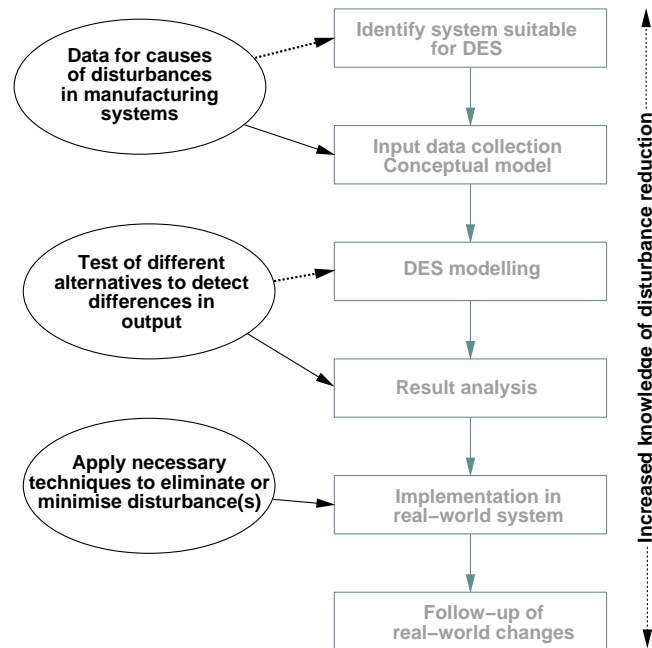 Identify system suitable
for DES
Data for causes
of disturbances
in manufacturing
systems
Input data collection
Conceptual model
Test of different
alternatives to detect
differences in
output
DES modelling
Result analysis
Apply necessary
techniques to eliminate or
minimise disturbance(s)
Implementation in
real−world system
Follow−up of
real−world changes
Increased knowledge of disturbance reduction